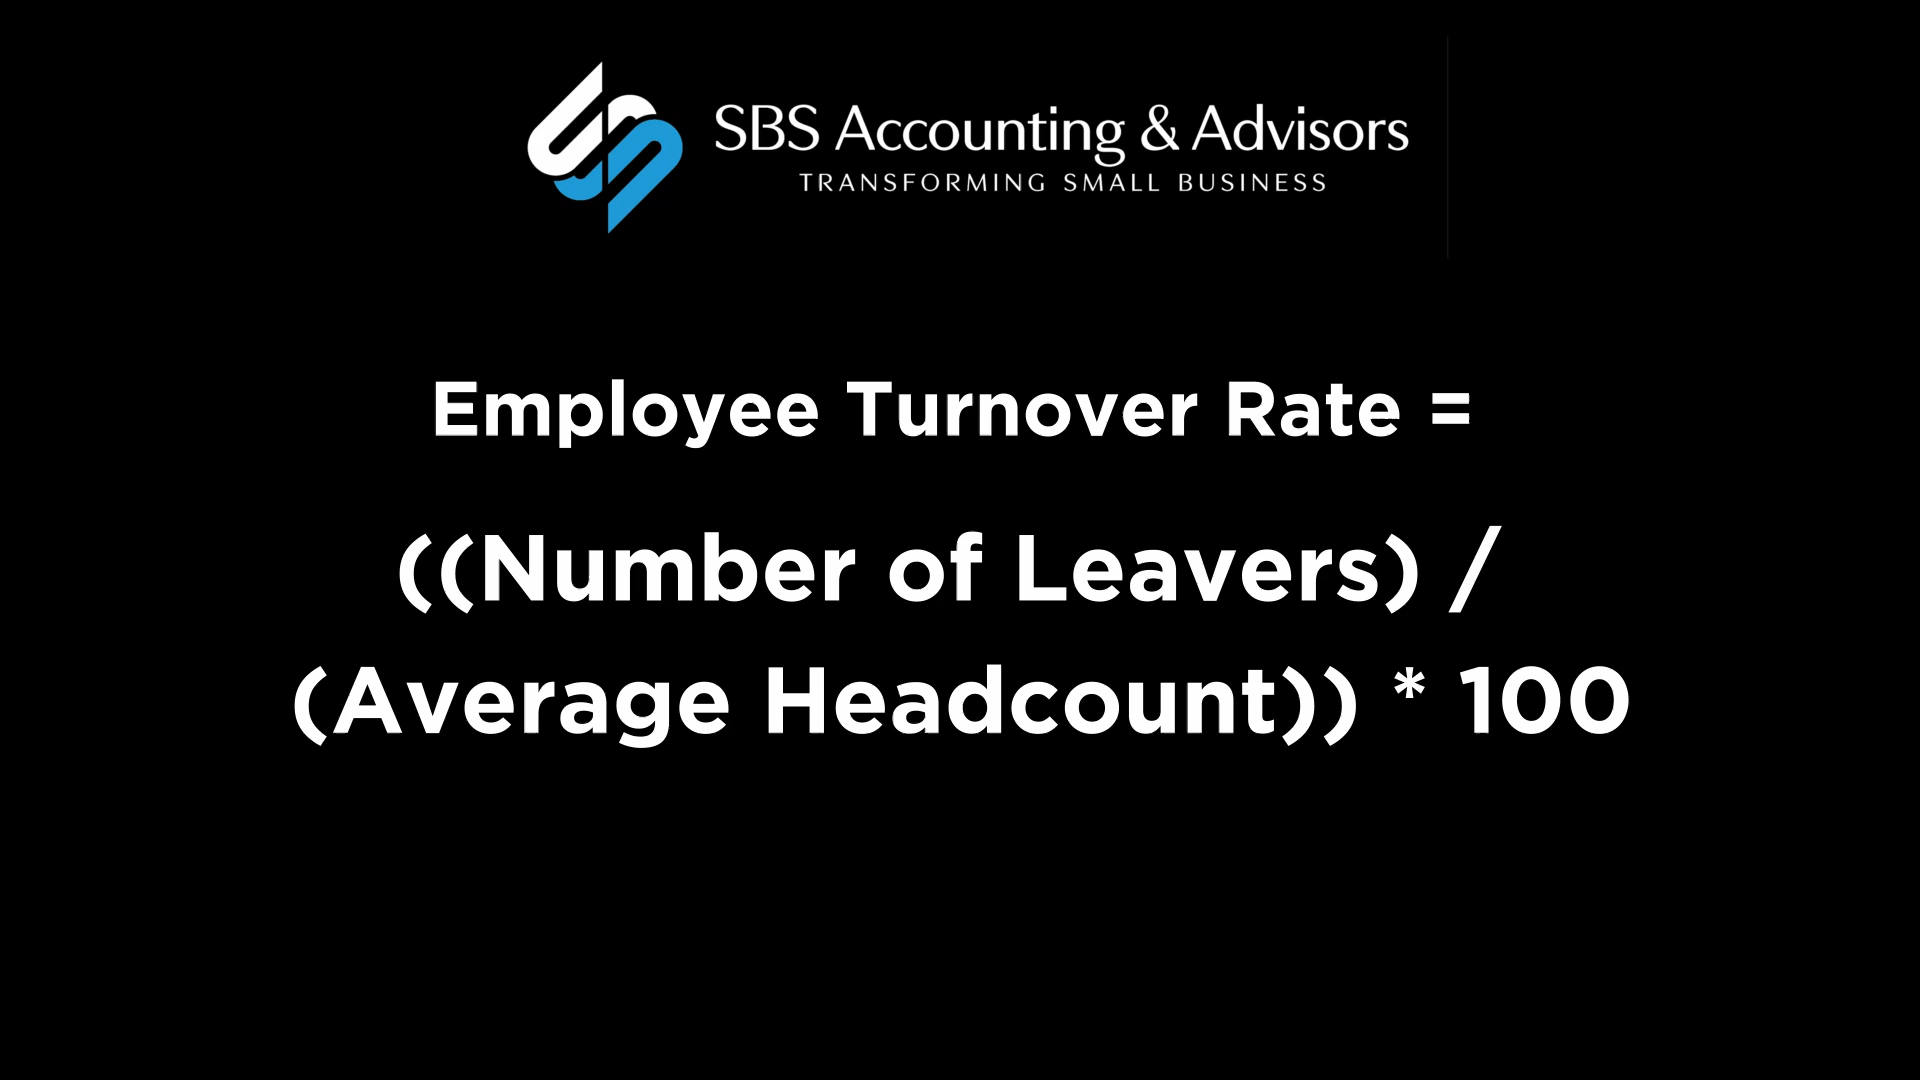 SBS Accounting & Advisors
TRANSFORMING SMALL BUSINESS
Employee Turnover Rate =
((Number of Leavers) /
(Average Headcount)) * 100